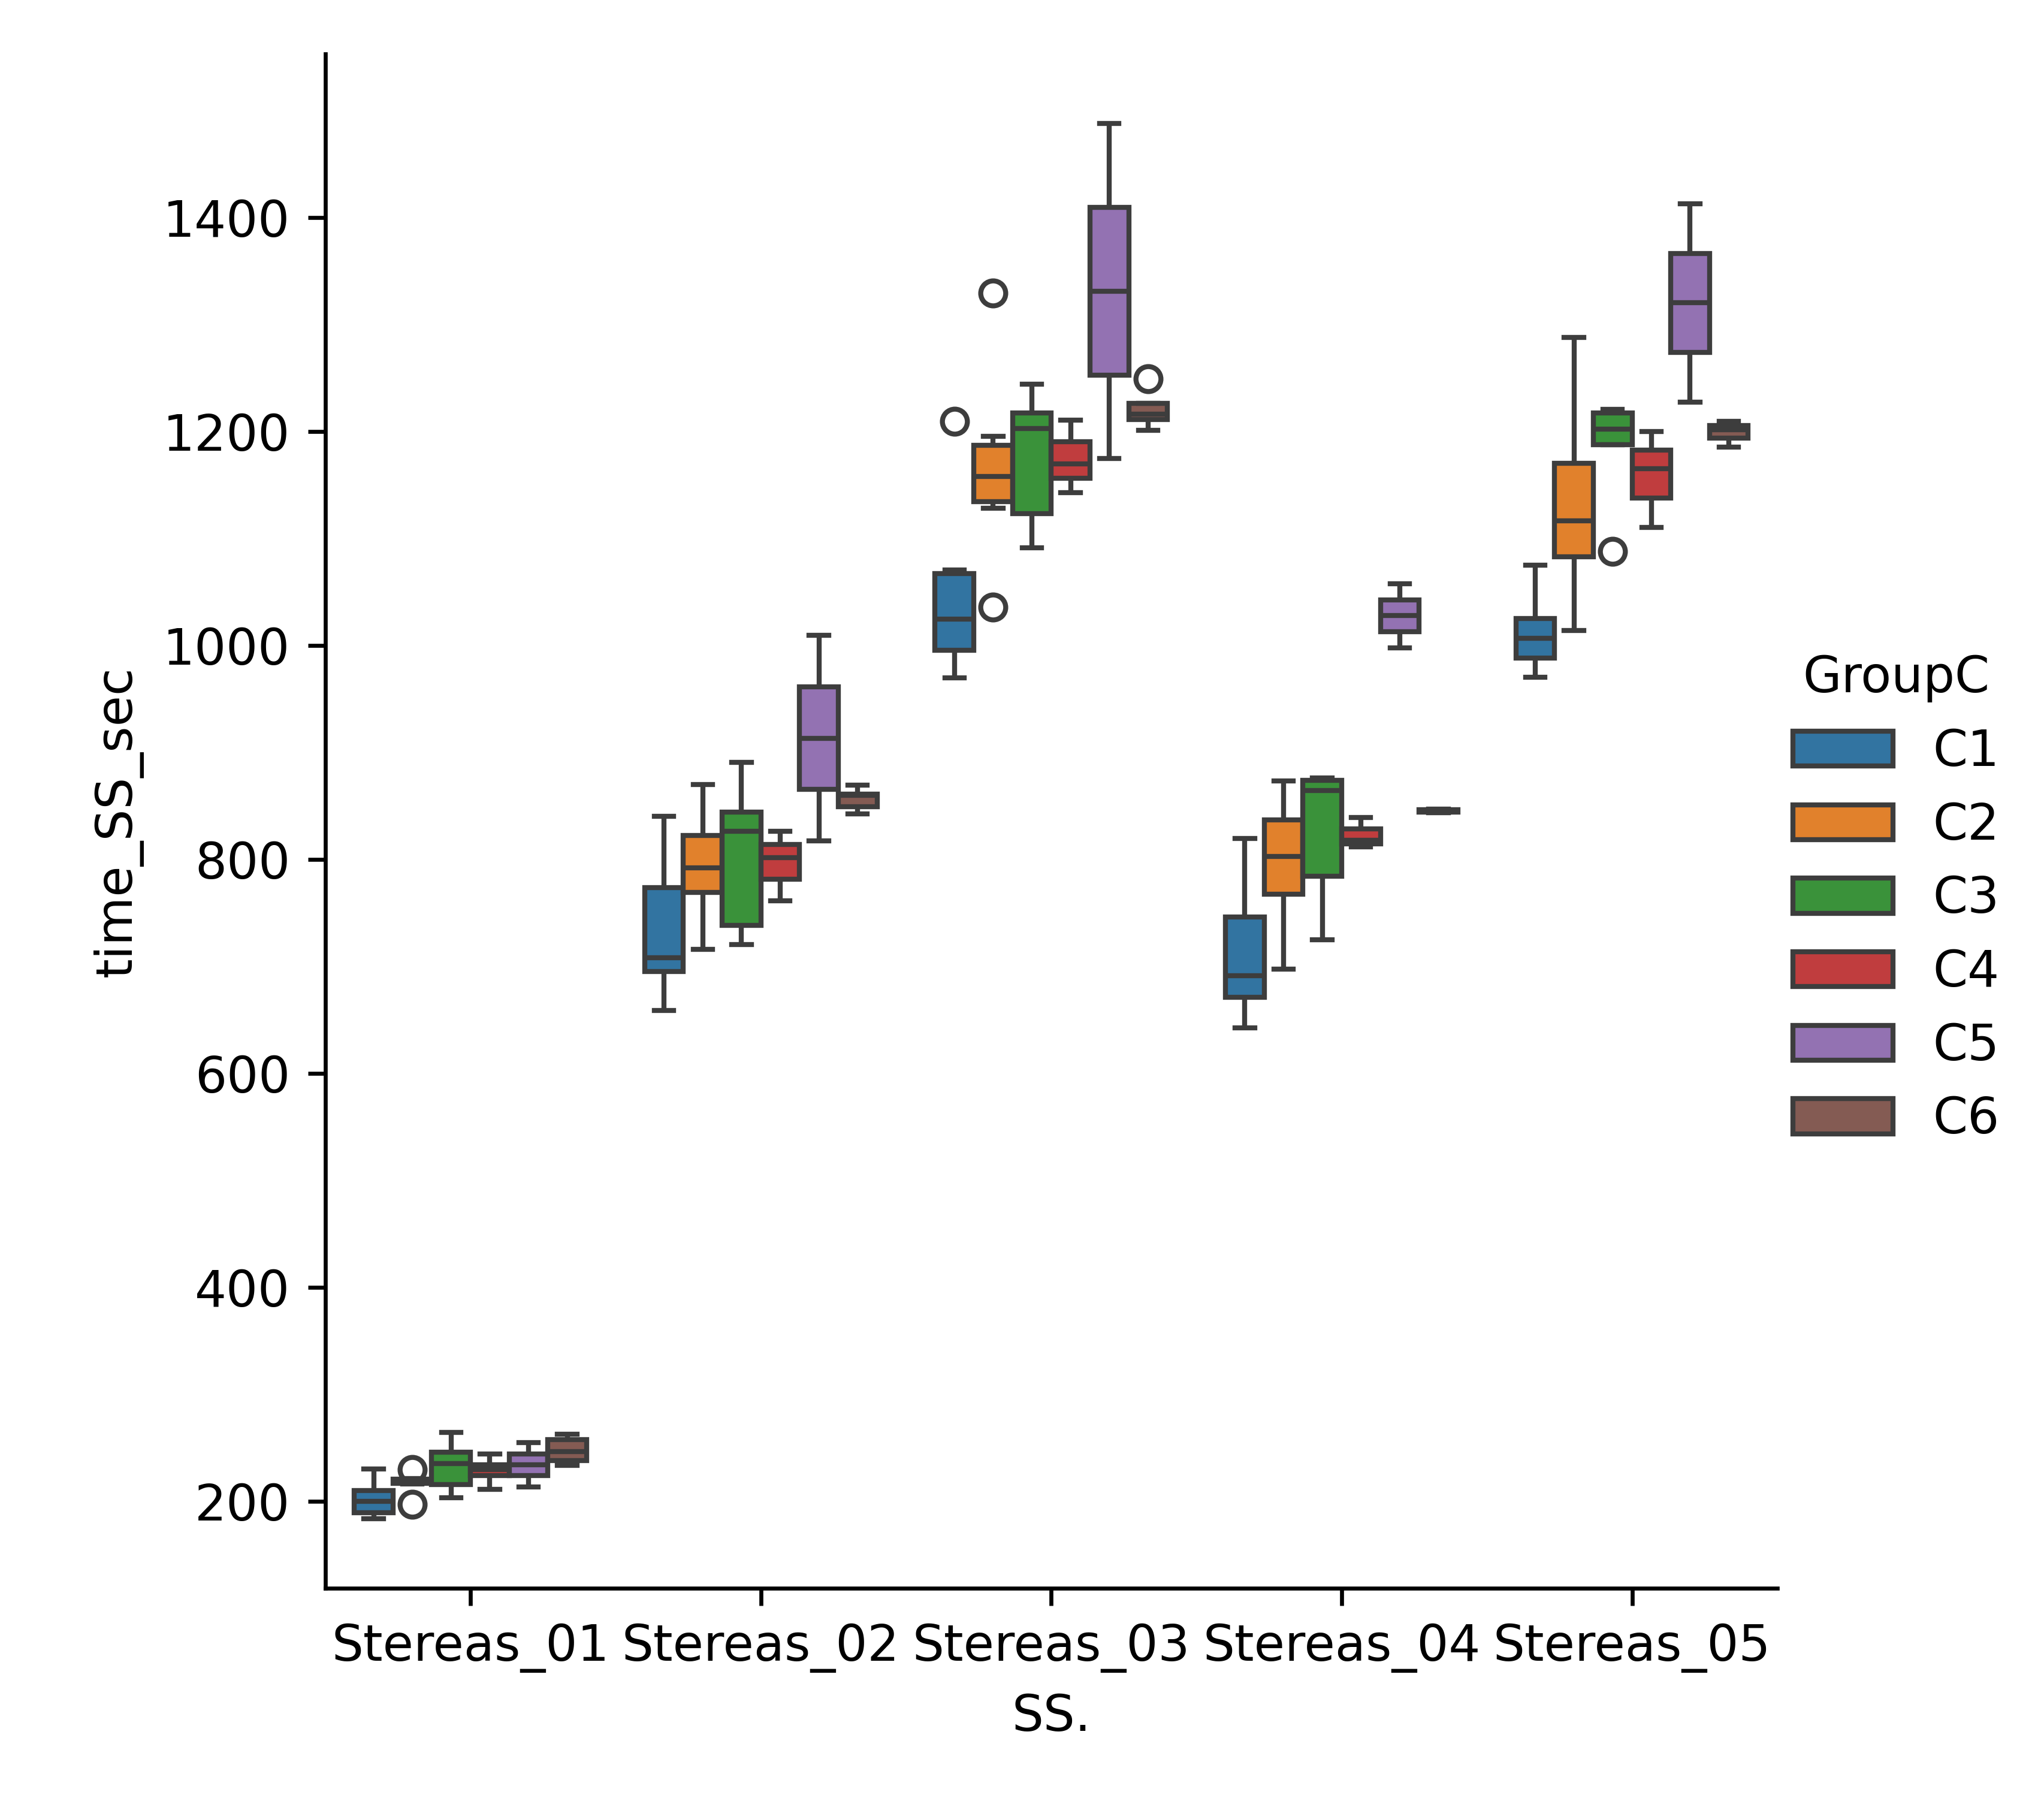 1400
1200
1000
800
600
400
200
time_SS_sec
Stereas_01 Stereas_02 Stereas_03 Stereas_04 Stereas_05
SS.
GroupC
C1
C2
C3
C4
C5
C6